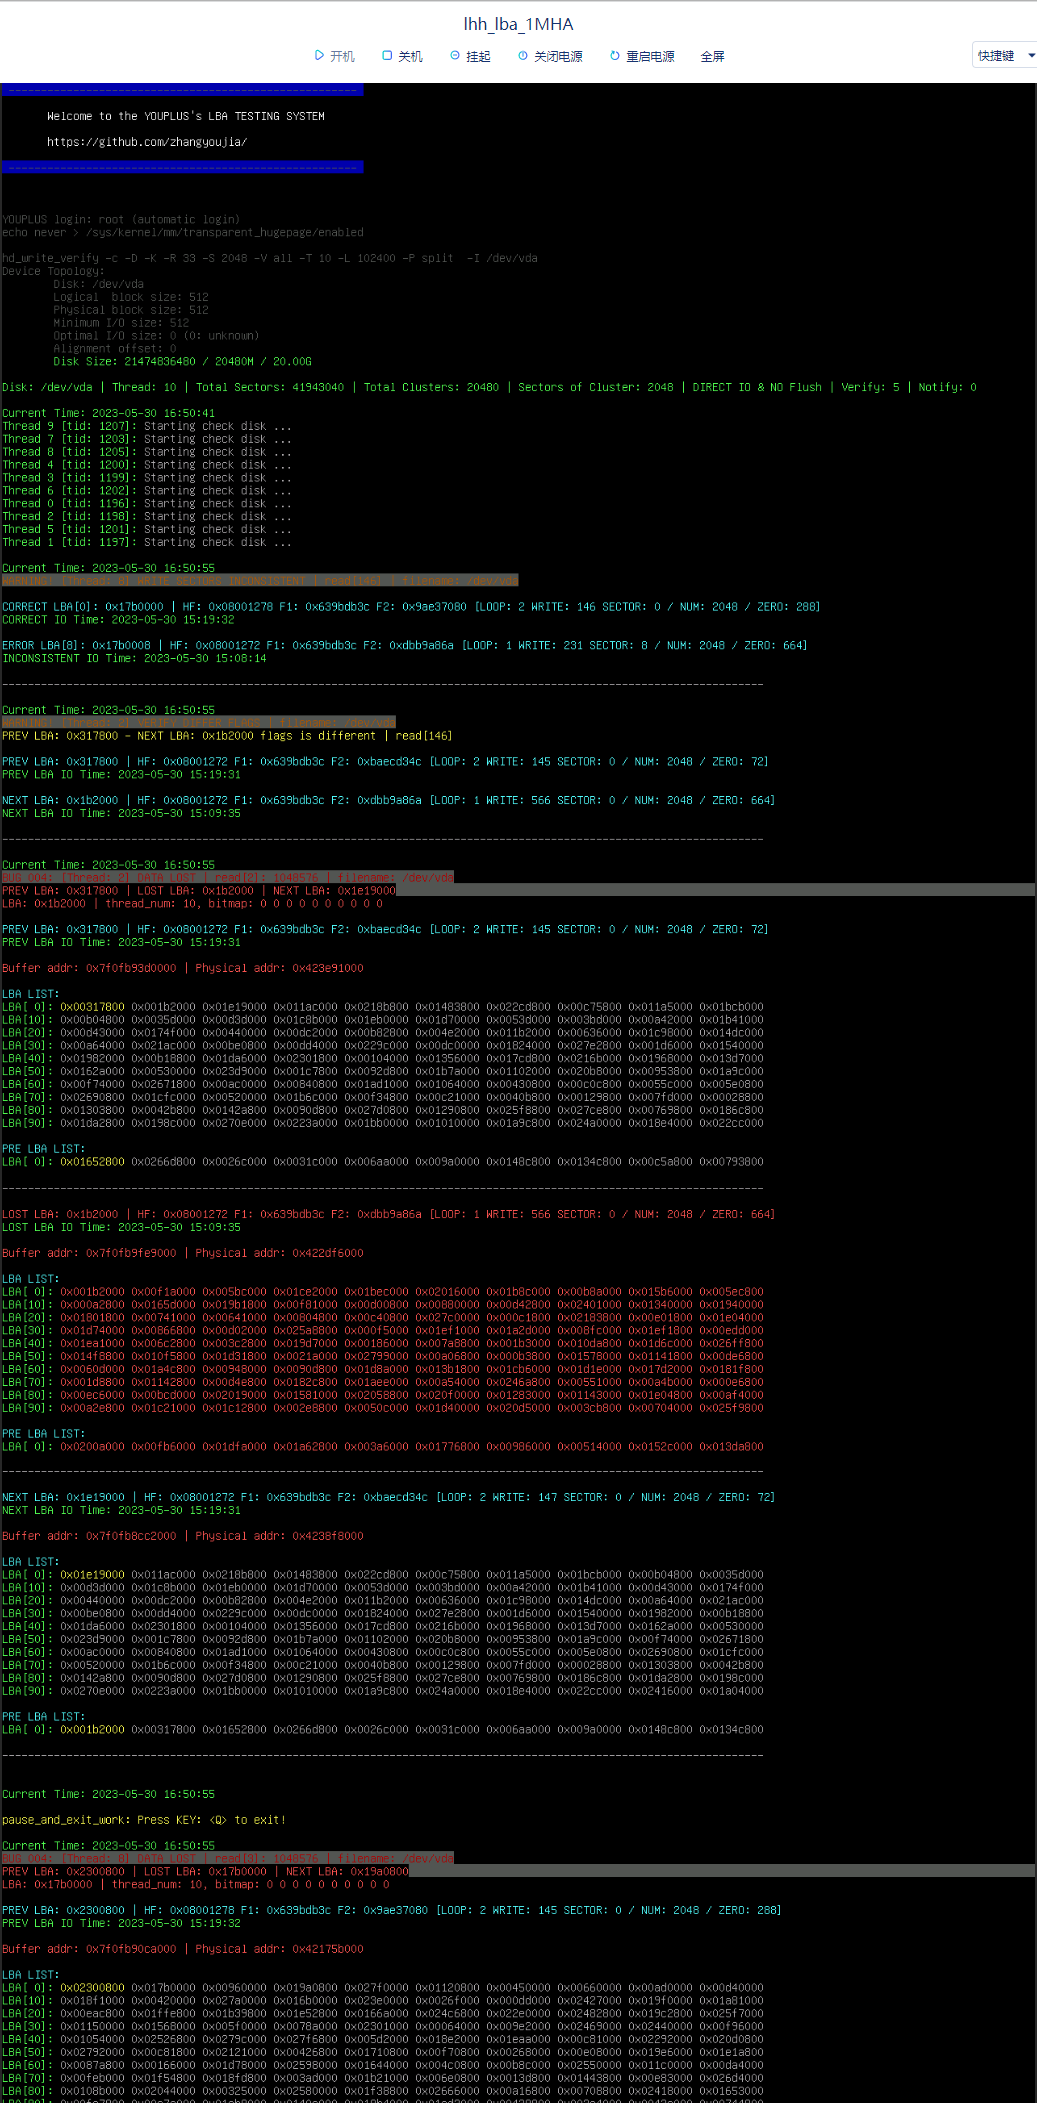 lhh_lba_1MHA
开机 关机 挂起 关闭电源 重启电源 全屏 快捷键
Welcome to the YOUPLUS's LBA TESTING SYSTEM
https://github.com/zhangyoujia/
YOUPLUS login: root (automatic login)
echo never > /sys/kernel/mm/transparent_hugepage/enabled
hd_write_verify -c -D -K -R 33 -S 2048 -V all -T 10 -L 102400 -P split  -I /dev/vda
Device Topology:
Disk: /dev/vda
Logical  block size: 512
Physical block size: 512
Minimum I/O size: 512
Optimal I/O size: 0 (0: unknown)
Alignment offset: 0
Disk Size: 21474836480 / 20480M / 20.00G
Disk: /dev/vda | Thread: 10 | Total Sectors: 41943040 | Total Clusters: 20480 | Sectors of Cluster: 2048 | DIRECT IO & NO Flush | Verify: 5 | Notify: 0
Current Time: 2023-05-30 16:50:41
Thread 9 [tid: 1207]: Starting check disk ...
Thread 7 [tid: 1203]: Starting check disk ...
Thread 8 [tid: 1205]: Starting check disk ...
Thread 4 [tid: 1200]: Starting check disk ...
Thread 3 [tid: 1199]: Starting check disk ...
Thread 6 [tid: 1202]: Starting check disk ...
Thread 0 [tid: 1196]: Starting check disk ...
Thread 2 [tid: 1198]: Starting check disk ...
Thread 5 [tid: 1201]: Starting check disk ...
Thread 1 [tid: 1197]: Starting check disk ...
Current Time: 2023-05-30 16:50:55
WARNING! [Thread: 8] WRITE SECTORS INCONSISTENT | read[146] | filename: /dev/vda
CORRECT LBA[0]: 0x17b0000 | HF: 0x08001278 F1: 0x639bdb3c F2: 0x9ae37080 [LOOP: 2 WRITE: 146 SECTOR: 0 / NUM: 2048 / ZERO: 288]
CORRECT IO Time: 2023-05-30 15:19:32
ERROR LBA[8]: 0x17b0008 | HF: 0x08001272 F1: 0x639bdb3c F2: 0xdbb9a86a [LOOP: 1 WRITE: 231 SECTOR: 8 / NUM: 2048 / ZERO: 664]
INCONSISTENT IO Time: 2023-05-30 15:08:14
Current Time: 2023-05-30 16:50:55
WARNING! [Thread: 2] VERIFY DIFFER FLAGS | filename: /dev/vda
PREV LBA: 0x317800 - NEXT LBA: 0x1b2000 flags is different | read[146]
PREV LBA: 0x317800 | HF: 0x08001272 F1: 0x639bdb3c F2: 0xbaecd34c [LOOP: 2 WRITE: 145 SECTOR: 0 / NUM: 2048 / ZERO: 72]
PREV LBA IO Time: 2023-05-30 15:19:31
NEXT LBA: 0x1b2000 | HF: 0x08001272 F1: 0x639bdb3c F2: 0xdbb9a86a [LOOP: 1 WRITE: 566 SECTOR: 0 / NUM: 2048 / ZERO: 664]
NEXT LBA IO Time: 2023-05-30 15:09:35
Current Time: 2023-05-30 16:50:55
BUG 004: [Thread: 2] DATA LOST | read[2]: 1048576 | filename: /dev/vda
PREV LBA: 0x317800 | LOST LBA: 0x1b2000 | NEXT LBA: 0x1e19000
LBA: 0x1b2000 | thread_num: 10, bitmap: 0 0 0 0 0 0 0 0 0 0
PREV LBA: 0x317800 | HF: 0x08001272 F1: 0x639bdb3c F2: 0xbaecd34c [LOOP: 2 WRITE: 145 SECTOR: 0 / NUM: 2048 / ZERO: 72]
PREV LBA IO Time: 2023-05-30 15:19:31
Buffer addr: 0x7f0fb93d0000 | Physical addr: 0x423e91000
LBA LIST:
LBA[ 0]: 0x00317800 0x001b2000 0x01e19000 0x011ac000 0x0218b800 0x01483800 0x022cd800 0x00c75800 0x011a5000 0x01bcb000
LBA[10]: 0x00b04800 0x0035d000 0x00d3d000 0x01c8b000 0x01eb0000 0x01d70000 0x0053d000 0x003bd000 0x00a42000 0x01b41000
LBA[20]: 0x00d43000 0x0174f000 0x00440000 0x00dc2000 0x00b82800 0x004e2000 0x011b2000 0x00636000 0x01c98000 0x014dc000
LBA[30]: 0x00a64000 0x021ac000 0x00be0800 0x00dd4000 0x0229c000 0x00dc0000 0x01824000 0x027e2800 0x001d6000 0x01540000
LBA[40]: 0x01982000 0x00b18800 0x01da6000 0x02301800 0x00104000 0x01356000 0x017cd800 0x0216b000 0x01968000 0x013d7000
LBA[50]: 0x0162a000 0x00530000 0x023d9000 0x001c7800 0x0092d800 0x01b7a000 0x01102000 0x020b8000 0x00953800 0x01a9c000
LBA[60]: 0x00f74000 0x02671800 0x00ac0000 0x00840800 0x01ad1000 0x01064000 0x00430800 0x00c0c800 0x0055c000 0x005e0800
LBA[70]: 0x02690800 0x01cfc000 0x00520000 0x01b6c000 0x00f34800 0x00c21000 0x0040b800 0x00129800 0x007fd000 0x00028800
LBA[80]: 0x01303800 0x0042b800 0x0142a800 0x0090d800 0x027d0800 0x01290800 0x025f8800 0x027ce800 0x00769800 0x0186c800
LBA[90]: 0x01da2800 0x0198c000 0x0270e000 0x0223a000 0x01bb0000 0x01010000 0x01a9c800 0x024a0000 0x018e4000 0x022cc000
PRE LBA LIST:
LBA[ 0]: 0x01652800 0x0266d800 0x0026c000 0x0031c000 0x006aa000 0x009a0000 0x0148c800 0x0134c800 0x00c5a800 0x00793800
LOST LBA: 0x1b2000 | HF: 0x08001272 F1: 0x639bdb3c F2: 0xdbb9a86a [LOOP: 1 WRITE: 566 SECTOR: 0 / NUM: 2048 / ZERO: 664]
LOST LBA IO Time: 2023-05-30 15:09:35
Buffer addr: 0x7f0fb9fe9000 | Physical addr: 0x422df6000
LBA LIST:
LBA[ 0]: 0x001b2000 0x00f1a000 0x005bc000 0x01ce2000 0x01bec000 0x02016000 0x01b8c000 0x00b8a000 0x015b6000 0x005ec800
LBA[10]: 0x000a2800 0x0165d000 0x019b1800 0x00f81000 0x00d00800 0x00880000 0x00d42800 0x02401000 0x01340000 0x01940000
LBA[20]: 0x01801800 0x00741000 0x00641000 0x00804800 0x00c40800 0x027c0000 0x000c1800 0x02183800 0x00e01800 0x01e04000
LBA[30]: 0x01d74000 0x00866800 0x00d02000 0x025a8800 0x000f5000 0x01ef1000 0x01a2d000 0x008fc000 0x01ef1800 0x00edd000
LBA[40]: 0x01ea1000 0x006c2800 0x003c2800 0x019d7000 0x00186000 0x007a8800 0x001b3000 0x010da800 0x01d6c000 0x026ff800
LBA[50]: 0x014f8800 0x010f5800 0x01d31800 0x0021a000 0x02799000 0x00a06800 0x000b3800 0x01578000 0x01141800 0x00de6800
LBA[60]: 0x0060d000 0x01a4c800 0x00948000 0x0090d800 0x01d8a000 0x013b1800 0x01cb6000 0x01d1e000 0x017d2000 0x0181f800
LBA[70]: 0x001d8800 0x01142800 0x00d4e800 0x0182c800 0x01aee000 0x00a54000 0x0246a800 0x00551000 0x00a4b000 0x000e6800
LBA[80]: 0x00ec6000 0x00bcd000 0x02019000 0x01581000 0x02058800 0x020f0000 0x01283000 0x01143000 0x01e04800 0x00af4000
LBA[90]: 0x00a2e800 0x01c21000 0x01c12800 0x002e8800 0x0050c000 0x01d40000 0x020d5000 0x003cb800 0x00704000 0x025f9800
PRE LBA LIST:
LBA[ 0]: 0x0200a000 0x00fb6000 0x01dfa000 0x01a62800 0x003a6000 0x01776800 0x00986000 0x00514000 0x0152c000 0x013da800
NEXT LBA: 0x1e19000 | HF: 0x08001272 F1: 0x639bdb3c F2: 0xbaecd34c [LOOP: 2 WRITE: 147 SECTOR: 0 / NUM: 2048 / ZERO: 72]
NEXT LBA IO Time: 2023-05-30 15:19:31
Buffer addr: 0x7f0fb8cc2000 | Physical addr: 0x4238f8000
LBA LIST:
LBA[ 0]: 0x01e19000 0x011ac000 0x0218b800 0x01483800 0x022cd800 0x00c75800 0x011a5000 0x01bcb000 0x00b04800 0x0035d000
LBA[10]: 0x00d3d000 0x01c8b000 0x01eb0000 0x01d70000 0x0053d000 0x003bd000 0x00a42000 0x01b41000 0x00d43000 0x0174f000
LBA[20]: 0x00440000 0x00dc2000 0x00b82800 0x004e2000 0x011b2000 0x00636000 0x01c98000 0x014dc000 0x00a64000 0x021ac000
LBA[30]: 0x00be0800 0x00dd4000 0x0229c000 0x00dc0000 0x01824000 0x027e2800 0x001d6000 0x01540000 0x01982000 0x00b18800
LBA[40]: 0x01da6000 0x02301800 0x00104000 0x01356000 0x017cd800 0x0216b000 0x01968000 0x013d7000 0x0162a000 0x00530000
LBA[50]: 0x023d9000 0x001c7800 0x0092d800 0x01b7a000 0x01102000 0x020b8000 0x00953800 0x01a9c000 0x00f74000 0x02671800
LBA[60]: 0x00ac0000 0x00840800 0x01ad1000 0x01064000 0x00430800 0x00c0c800 0x0055c000 0x005e0800 0x02690800 0x01cfc000
LBA[70]: 0x00520000 0x01b6c000 0x00f34800 0x00c21000 0x0040b800 0x00129800 0x007fd000 0x00028800 0x01303800 0x0042b800
LBA[80]: 0x0142a800 0x0090d800 0x027d0800 0x01290800 0x025f8800 0x027ce800 0x00769800 0x0186c800 0x01da2800 0x0198c000
LBA[90]: 0x0270e000 0x0223a000 0x01bb0000 0x01010000 0x01a9c800 0x024a0000 0x018e4000 0x022cc000 0x02416000 0x01a04000
PRE LBA LIST:
LBA[ 0]: 0x001b2000 0x00317800 0x01652800 0x0266d800 0x0026c000 0x0031c000 0x006aa000 0x009a0000 0x0148c800 0x0134c800
Current Time: 2023-05-30 16:50:55
pause_and_exit_work: Press KEY: <Q> to exit!
Current Time: 2023-05-30 16:50:55
BUG 004: [Thread: 8] DATA LOST | read[8]: 1048576 | filename: /dev/vda
PREV LBA: 0x2300800 | LOST LBA: 0x17b0000 | NEXT LBA: 0x19a0800
LBA: 0x17b0000 | thread_num: 10, bitmap: 0 0 0 0 0 0 0 0 0 0
PREV LBA: 0x2300800 | HF: 0x08001278 F1: 0x639bdb3c F2: 0x9ae37080 [LOOP: 2 WRITE: 145 SECTOR: 0 / NUM: 2048 / ZERO: 288]
PREV LBA IO Time: 2023-05-30 15:19:32
Buffer addr: 0x7f0fb90ca000 | Physical addr: 0x42175b000
LBA LIST:
LBA[ 0]: 0x02300800 0x017b0000 0x00960000 0x019a0800 0x027f0000 0x01120800 0x00450000 0x00660000 0x00ad0000 0x00d40000
LBA[10]: 0x018f1000 0x00420000 0x027a0000 0x016b0000 0x023e0000 0x0026f000 0x00dd0000 0x02427000 0x019f0000 0x01a81000
LBA[20]: 0x00eac800 0x01ffe800 0x01b39800 0x01e52800 0x0166a000 0x024c6800 0x022e0000 0x02482800 0x019c2800 0x025f7000
LBA[30]: 0x01150000 0x01568000 0x005f0000 0x0078a000 0x02301000 0x00064000 0x009e2000 0x02469000 0x02440000 0x00f96000
LBA[40]: 0x01054000 0x02526800 0x0279c000 0x027f6800 0x005d2000 0x018e2000 0x01eaa000 0x00c81000 0x02292000 0x020d0800
LBA[50]: 0x02792000 0x00c81800 0x02121000 0x00426800 0x01710800 0x00f70800 0x00268000 0x00e08000 0x019e6000 0x01e1a800
LBA[60]: 0x0087a800 0x00166000 0x01d78000 0x02598000 0x01644000 0x004c0800 0x00b8c000 0x02550000 0x011c0000 0x00da4000
LBA[70]: 0x00feb000 0x01f54800 0x018fd800 0x003ad000 0x01b21000 0x006e0800 0x0013d800 0x01443800 0x00e83000 0x026d4000
LBA[80]: 0x0108b000 0x02044000 0x00325000 0x02580000 0x01f38800 0x02666000 0x00a16800 0x00708800 0x02418000 0x01653000